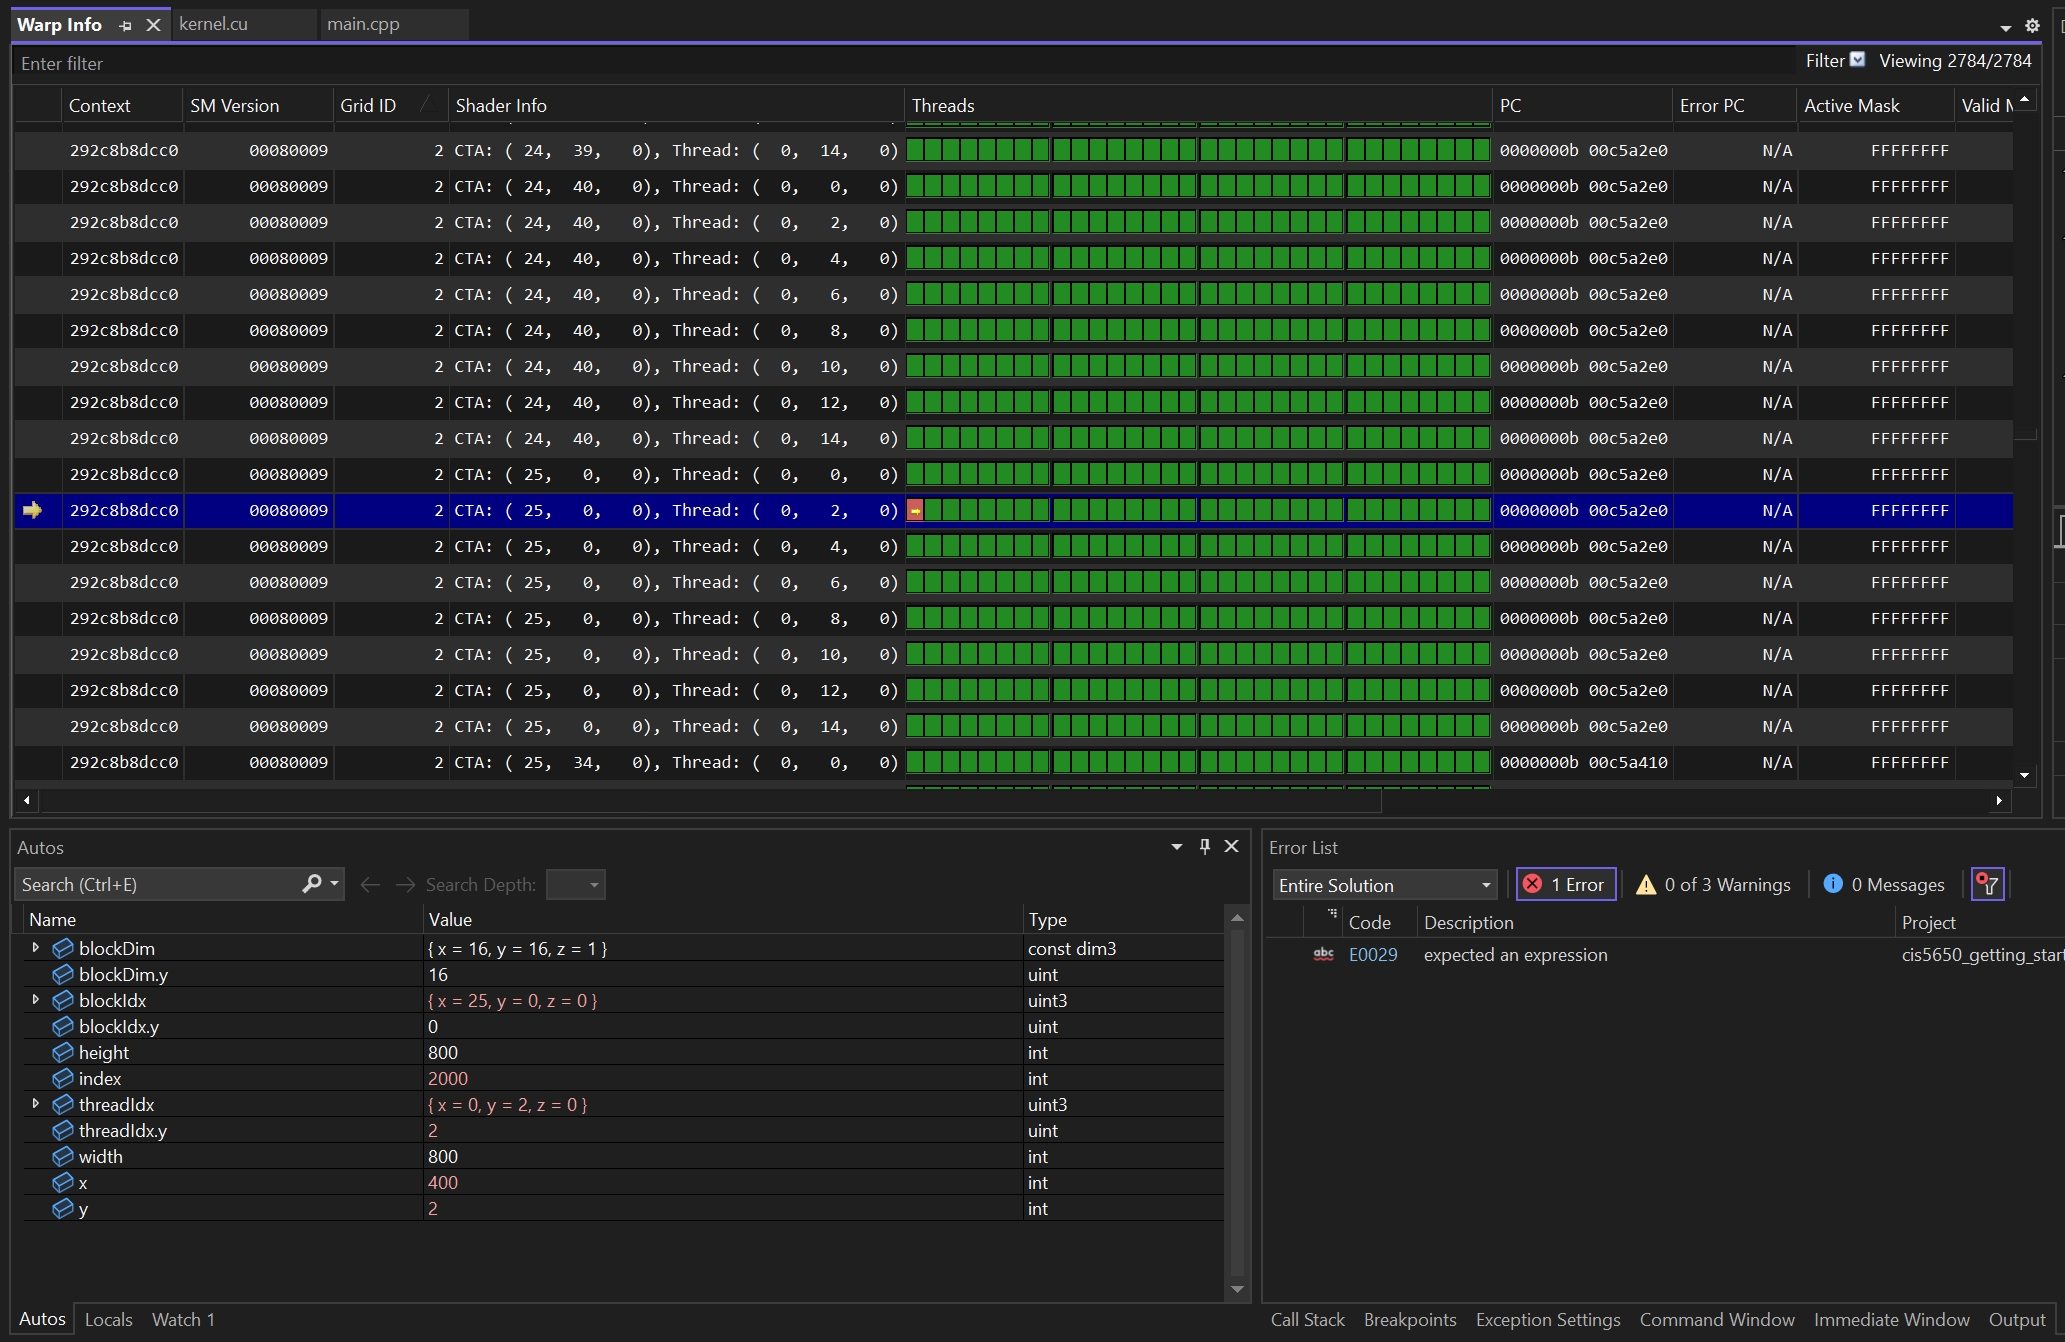 Warp Info kernel.cu main.cpp
Enter filter Filter Viewing 2784/2784
Context SM Version Grid ID Shader Info Threads PC Error PC Active Mask Valid M
292c8b8dcc0 00080009 2 CTA: ( 24, 39, 0), Thread: ( 0, 14, 0) 0000000b 00c5a2e0 N/A FFFFFFFF
292c8b8dcc0 00080009 2 CTA: ( 24, 40, 0), Thread: ( 0, 0, 0) 0000000b 00c5a2e0 N/A FFFFFFFF
292c8b8dcc0 00080009 2 CTA: ( 24, 40, 0), Thread: ( 0, 2, 0) 0000000b 00c5a2e0 N/A FFFFFFFF
292c8b8dcc0 00080009 2 CTA: ( 24, 40, 0), Thread: ( 0, 4, 0) 0000000b 00c5a2e0 N/A FFFFFFFF
292c8b8dcc0 00080009 2 CTA: ( 24, 40, 0), Thread: ( 0, 6, 0) 0000000b 00c5a2e0 N/A FFFFFFFF
292c8b8dcc0 00080009 2 CTA: ( 24, 40, 0), Thread: ( 0, 8, 0) 0000000b 00c5a2e0 N/A FFFFFFFF
292c8b8dcc0 00080009 2 CTA: ( 24, 40, 0), Thread: ( 0, 10, 0) 0000000b 00c5a2e0 N/A FFFFFFFF
292c8b8dcc0 00080009 2 CTA: ( 24, 40, 0), Thread: ( 0, 12, 0) 0000000b 00c5a2e0 N/A FFFFFFFF
292c8b8dcc0 00080009 2 CTA: ( 24, 40, 0), Thread: ( 0, 14, 0) 0000000b 00c5a2e0 N/A FFFFFFFF
292c8b8dcc0 00080009 2 CTA: ( 25, 0, 0), Thread: ( 0, 0, 0) 0000000b 00c5a2e0 N/A FFFFFFFF
292c8b8dcc0 00080009 2 CTA: ( 25, 0, 0), Thread: ( 0, 2, 0) 0000000b 00c5a2e0 N/A FFFFFFFF
292c8b8dcc0 00080009 2 CTA: ( 25, 0, 0), Thread: ( 0, 4, 0) 0000000b 00c5a2e0 N/A FFFFFFFF
292c8b8dcc0 00080009 2 CTA: ( 25, 0, 0), Thread: ( 0, 6, 0) 0000000b 00c5a2e0 N/A FFFFFFFF
292c8b8dcc0 00080009 2 CTA: ( 25, 0, 0), Thread: ( 0, 8, 0) 0000000b 00c5a2e0 N/A FFFFFFFF
292c8b8dcc0 00080009 2 CTA: ( 25, 0, 0), Thread: ( 0, 10, 0) 0000000b 00c5a2e0 N/A FFFFFFFF
292c8b8dcc0 00080009 2 CTA: ( 25, 0, 0), Thread: ( 0, 12, 0) 0000000b 00c5a2e0 N/A FFFFFFFF
292c8b8dcc0 00080009 2 CTA: ( 25, 0, 0), Thread: ( 0, 14, 0) 0000000b 00c5a2e0 N/A FFFFFFFF
292c8b8dcc0 00080009 2 CTA: ( 25, 34, 0), Thread: ( 0, 0, 0) 0000000b 00c5a410 N/A FFFFFFFF
Autos
Search (Ctrl+E) Search Depth:
Name Value Type
blockDim { x = 16, y = 16, z = 1 } const dim3
blockDim.y 16 uint
blockIdx { x = 25, y = 0, z = 0 } uint3
blockIdx.y 0 uint
height 800 int
index 2000 int
threadIdx { x = 0, y = 2, z = 0 } uint3
threadIdx.y 2 uint
width 800 int
x 400 int
y 2 int
Autos Locals Watch 1
Error List
Entire Solution 1 Error 0 of 3 Warnings 0 Messages
Code Description Project
abc E0029 expected an expression cis5650_getting_start
Call Stack Breakpoints Exception Settings Command Window Immediate Window Output